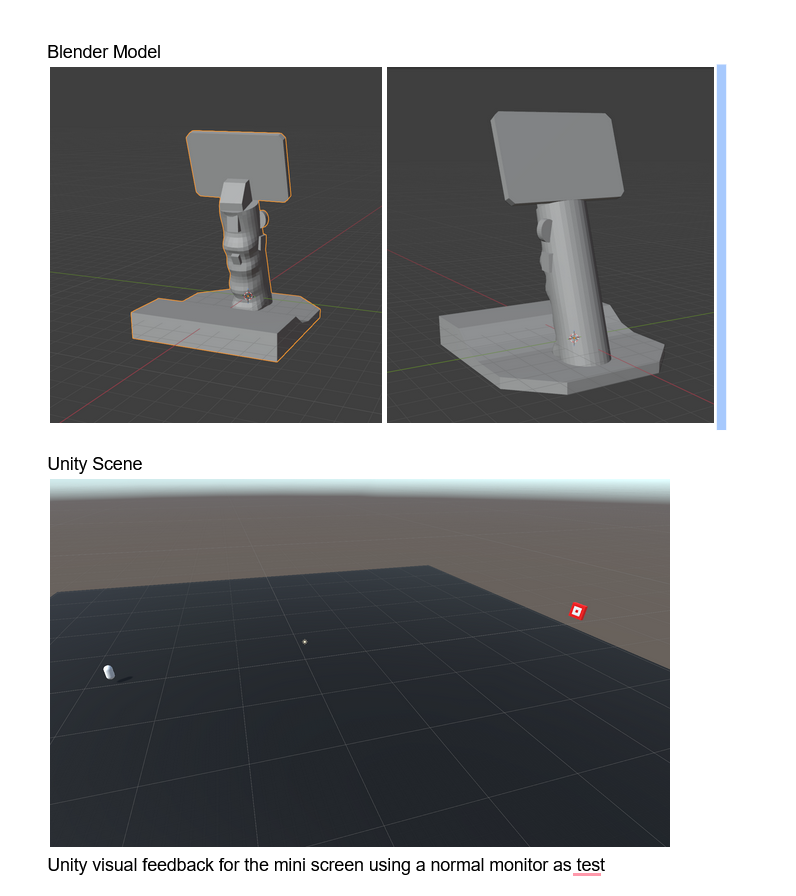 Blender Model
Unity Scene
Unity visual feedback for the mini screen using a normal monitor as test